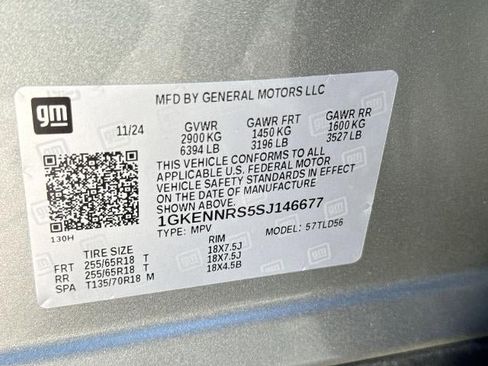 gm
MFD BY GENERAL MOTORS LLC
11/24 GVWR GAWR FRT GAWR RR
2900 KG 1450 KG 1600 KG
6394 LB 3196 LB 3527 LB
THIS VEHICLE CONFORMS TO ALL
APPLICABLE U.S. FEDERAL MOTOR
VEHICLE SAFETY STANDARDS IN EFFECT
ON THE DATE OF MANUFACTURE SHOWN ABOVE.
1GKENNRS5SJ146677
TYPE: MPV MODEL: 57TLD56
130H
TIRE SIZE RIM
FRT 255/65R18 T 18X7.5J
RR 255/65R18 T 18X7.5J
SPA T135/70R18 M 18X4.5B